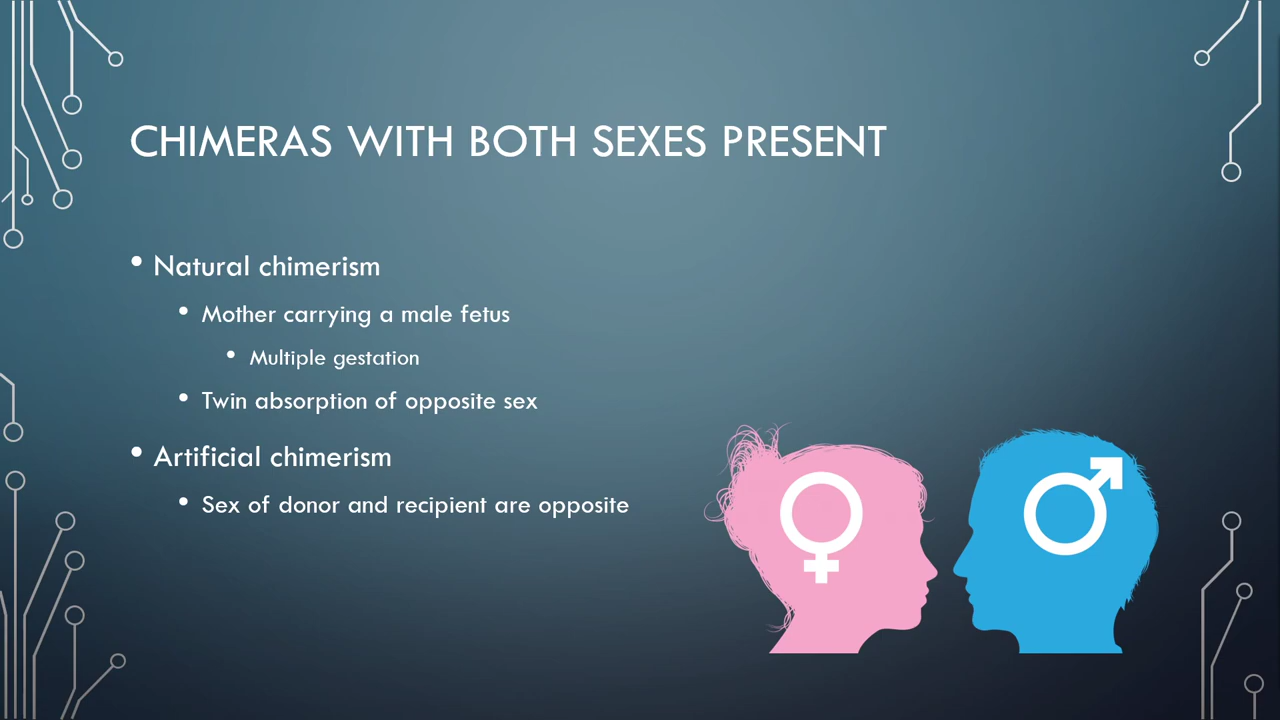 CHIMERAS WITH BOTH SEXES PRESENT
• Natural chimerism
• Mother carrying a male fetus
• Multiple gestation
• Twin absorption of opposite sex
• Artificial chimerism
• Sex of donor and recipient are opposite